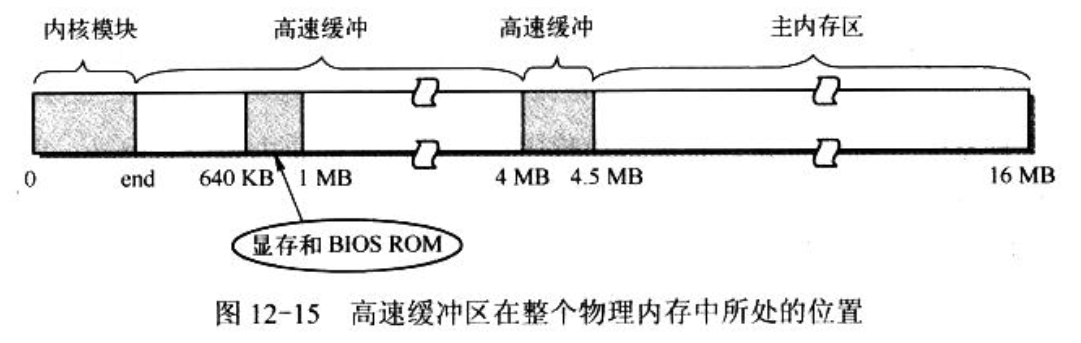 内核模块 高速缓冲 高速缓冲 主内存区
0 end 640 KB 1 MB 4 MB 4.5 MB 16 MB
显存和 BIOS ROM
图 12-15 高速缓冲区在整个物理内存中所处的位置